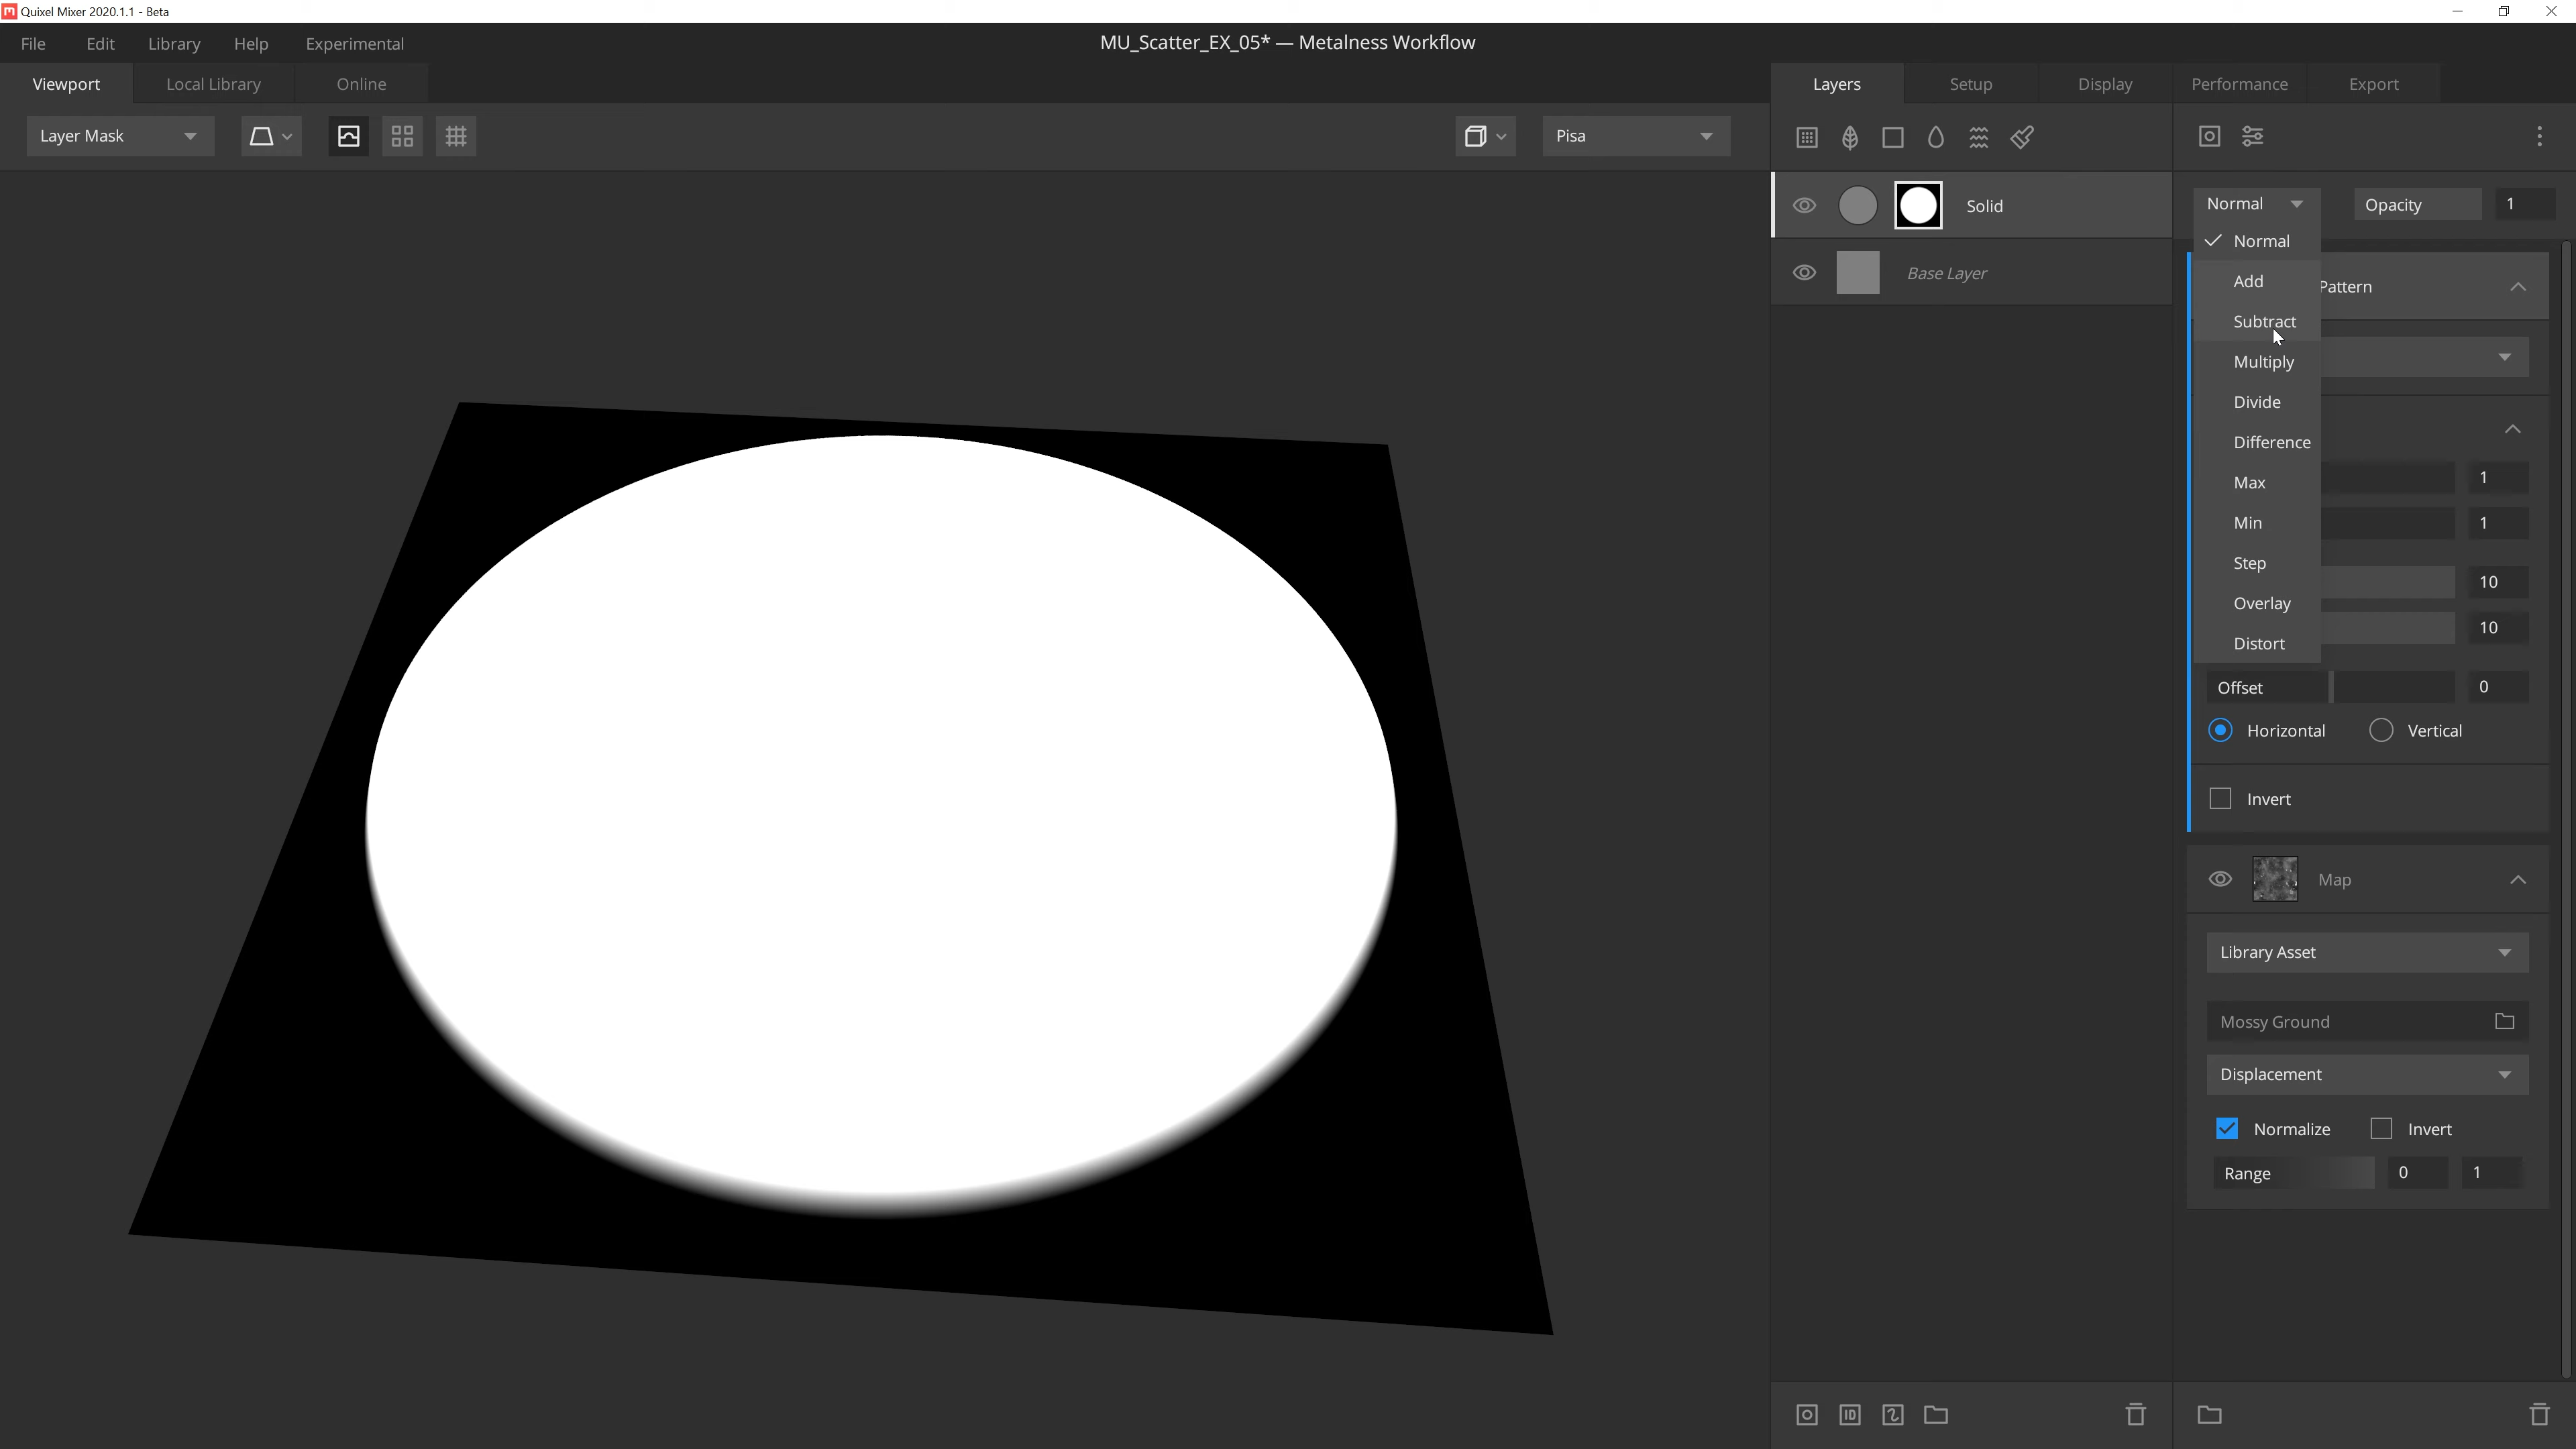 Quixel Mixer 2020.1.1 - Beta
File Edit Library Help Experimental
MU_Scatter_EX_05* — Metalness Workflow
Viewport Local Library Online
Layers Setup Display Performance Export
Layer Mask
Pisa
Solid
Base Layer
Normal
Opacity 1
Normal
Add
Pattern
Subtract
Multiply
Divide
Difference
Max
1
Min
1
Step
10
Overlay
10
Distort
Offset 0
Horizontal Vertical
Invert
Map
Library Asset
Mossy Ground
Displacement
Normalize Invert
Range 0 1
ID